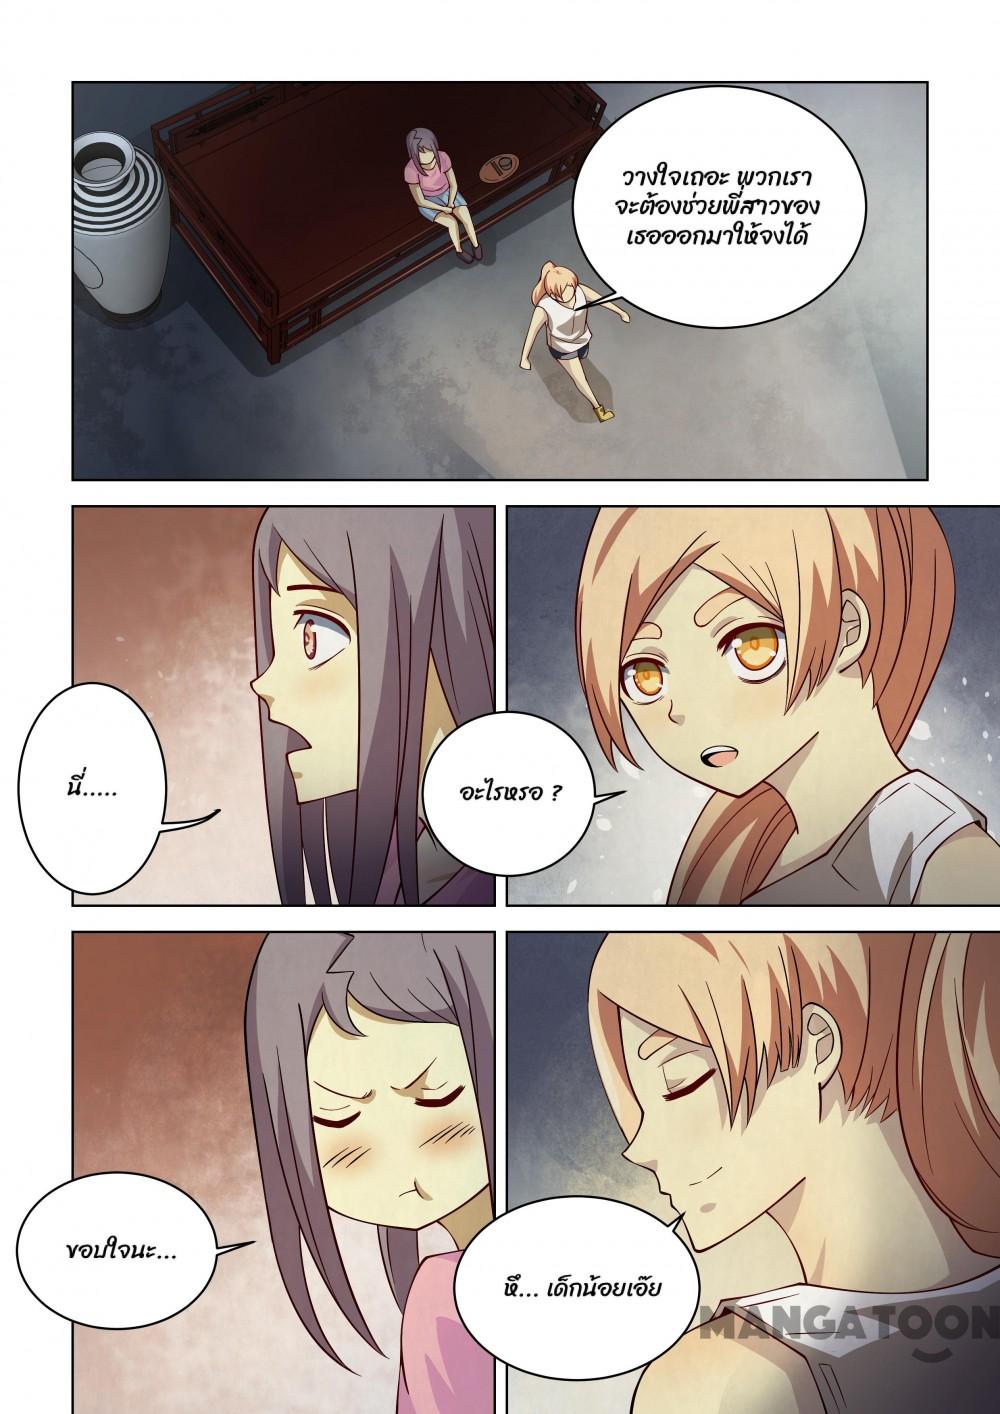 วางใจเถอะ พวกเรา
จะต้องช่วยพี่สาวของ
เธอออกมาให้จงได้
นี่.....
อะไรหรอ ?
ขอบใจนะ...
หึ... เด็กน้อยเอ๊ย
MANGATOON